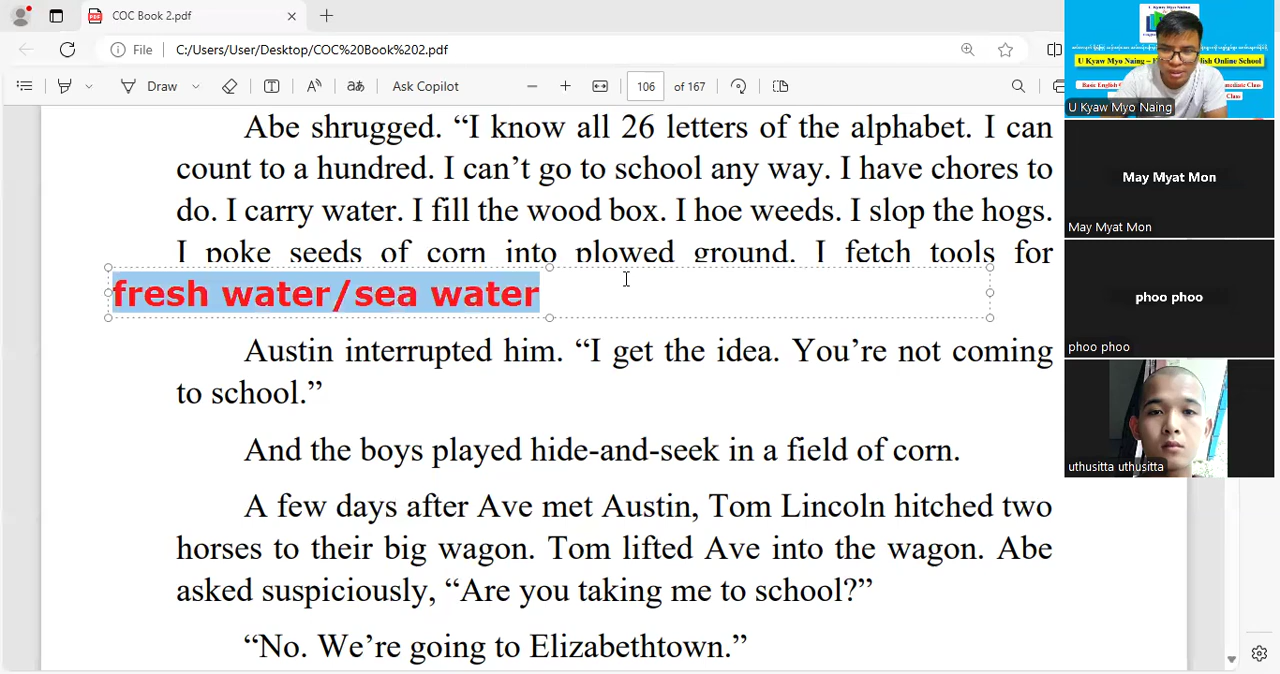 COC Book 2.pdf
File
C:/Users/User/Desktop/COC%20Book%202.pdf
Draw
Ask Copilot
106 of 167
Abe shrugged. “I know all 26 letters of the alphabet. I can
count to a hundred. I can’t go to school any way. I have chores to
do. I carry water. I fill the wood box. I hoe weeds. I slop the hogs.
I poke seeds of corn into plowed ground. I fetch tools for
fresh water/sea water
Austin interrupted him. “I get the idea. You’re not coming
to school.”
And the boys played hide-and-seek in a field of corn.
A few days after Ave met Austin, Tom Lincoln hitched two
horses to their big wagon. Tom lifted Ave into the wagon. Abe
asked suspiciously, “Are you taking me to school?”
“No. We’re going to Elizabethtown.”
U Kyaw Myo Naing
May Myat Mon
May Myat Mon
phoo phoo
phoo phoo
uthusitta uthusitta